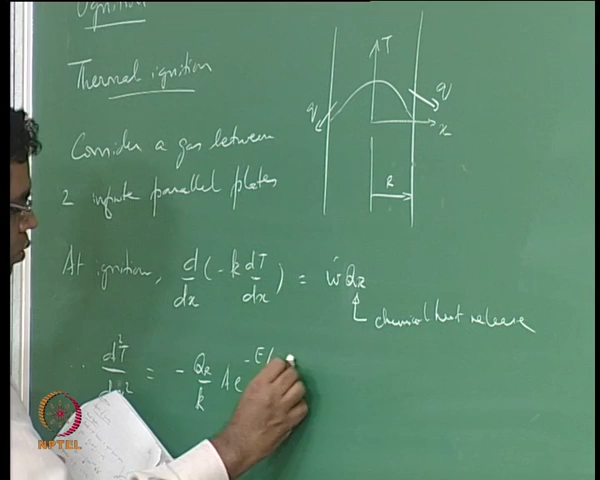 Ignition
Thermal ignition
Consider a gas between
2 infinite parallel plates
T
q
q
x
R
At ignition, d/dx (-k dT/dx) = ẇ Q_R
chemical heat release
∴ d²T/dx² = - Q_R/k A e^-E/
NPTEL